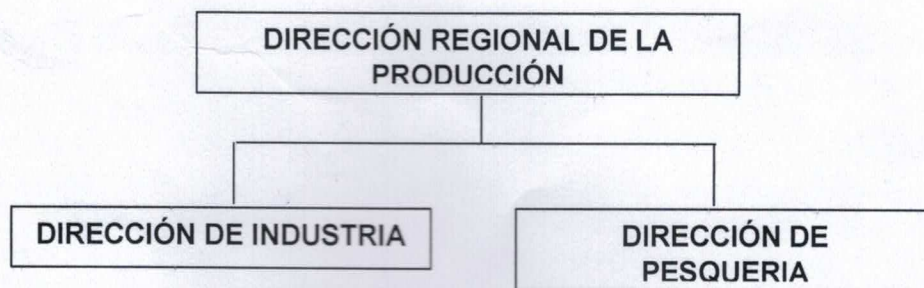 DIRECCIÓN REGIONAL DE LA
PRODUCCIÓN
DIRECCIÓN DE INDUSTRIA
DIRECCIÓN DE
PESQUERIA